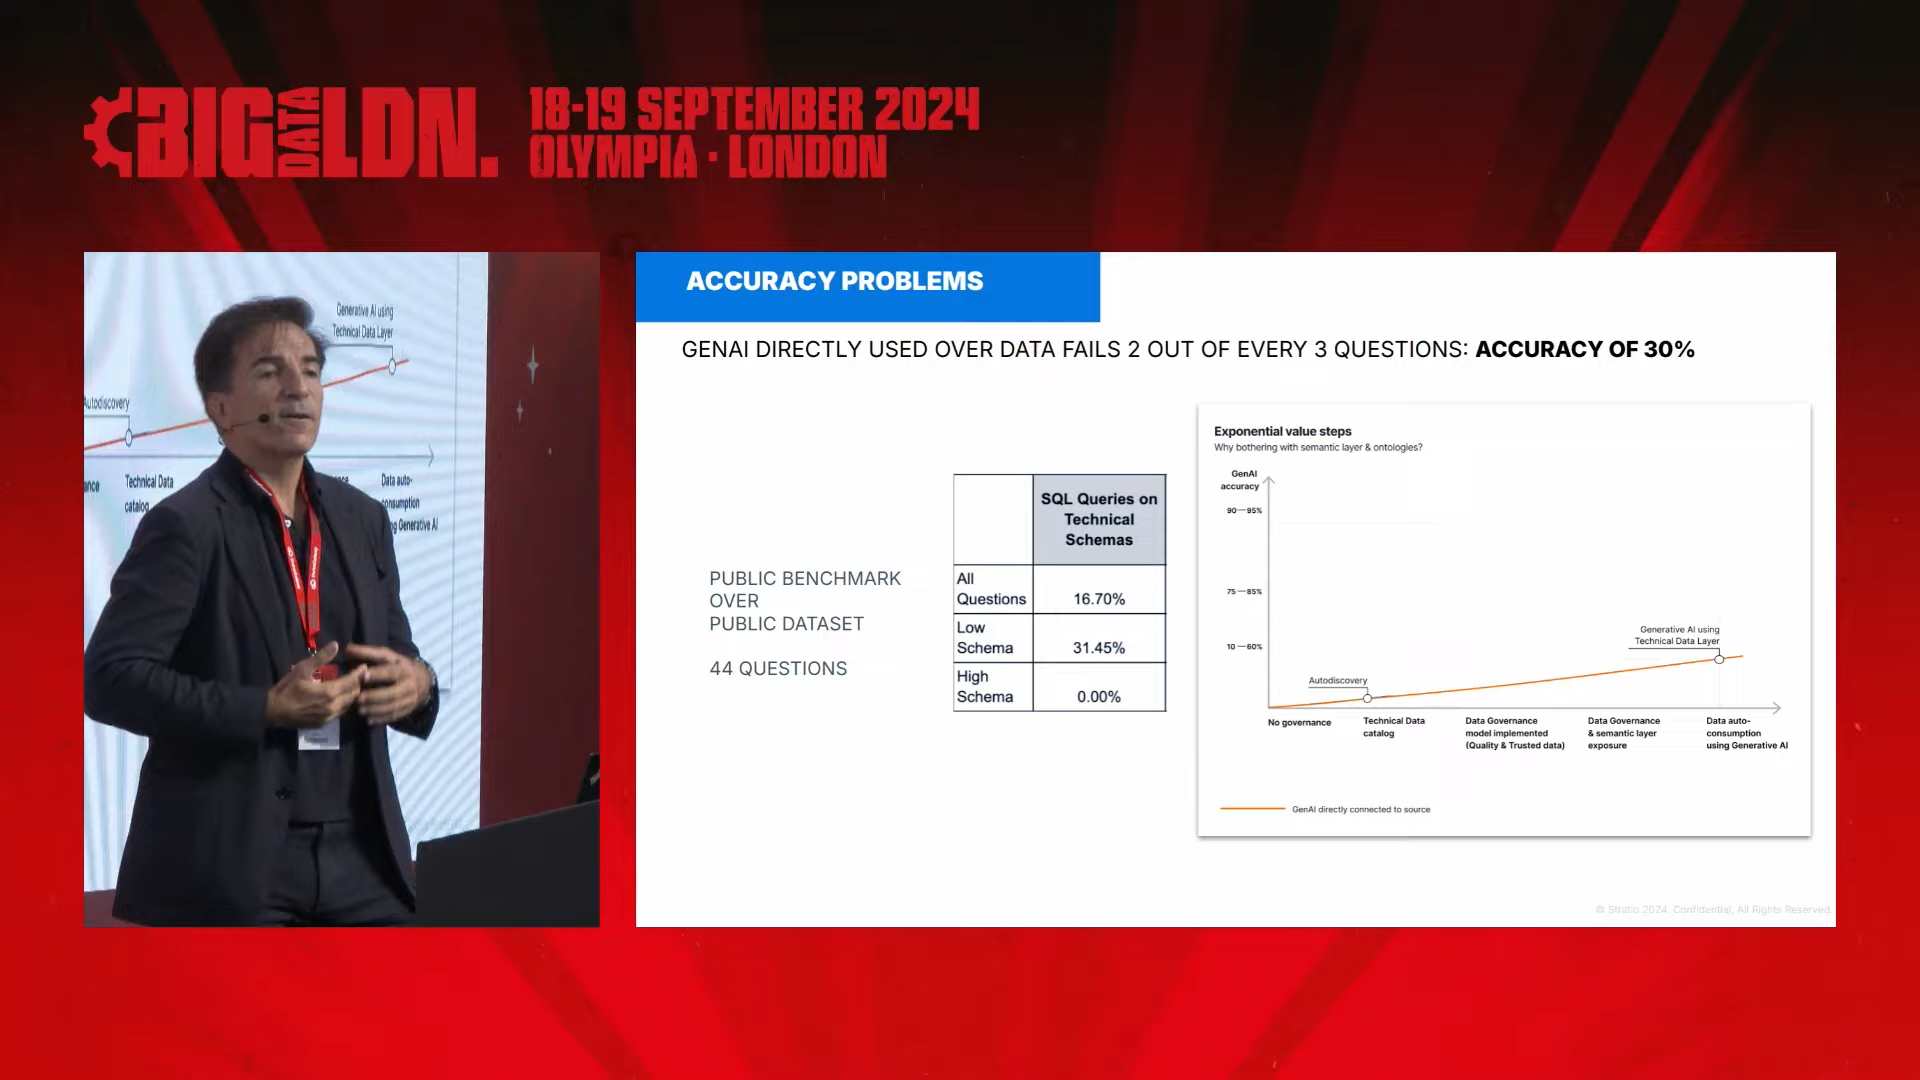 BIG DATA LDN.
18-19 SEPTEMBER 2024
OLYMPIA · LONDON
Generative AI using
Technical Data Layer
Autodiscovery
Technical Data
catalog
Data auto-
consumption
Generative AI
ACCURACY PROBLEMS
GENAI DIRECTLY USED OVER DATA FAILS 2 OUT OF EVERY 3 QUESTIONS: ACCURACY OF 30%
PUBLIC BENCHMARK
OVER
PUBLIC DATASET
44 QUESTIONS
SQL Queries on
Technical
Schemas
All
Questions 16.70%
Low
Schema 31.45%
High
Schema 0.00%
Exponential value steps
Why bothering with semantic layer & ontologies?
GenAI
accuracy
90—95%
75—85%
10—60%
Autodiscovery
Generative AI using
Technical Data Layer
No governance
Technical Data
catalog
Data Governance
model implemented
(Quality & Trusted data)
Data Governance
& semantic layer
exposure
Data auto-
consumption
using Generative AI
GenAI directly connected to source
© Stratio 2024. Confidential, All Rights Reserved.